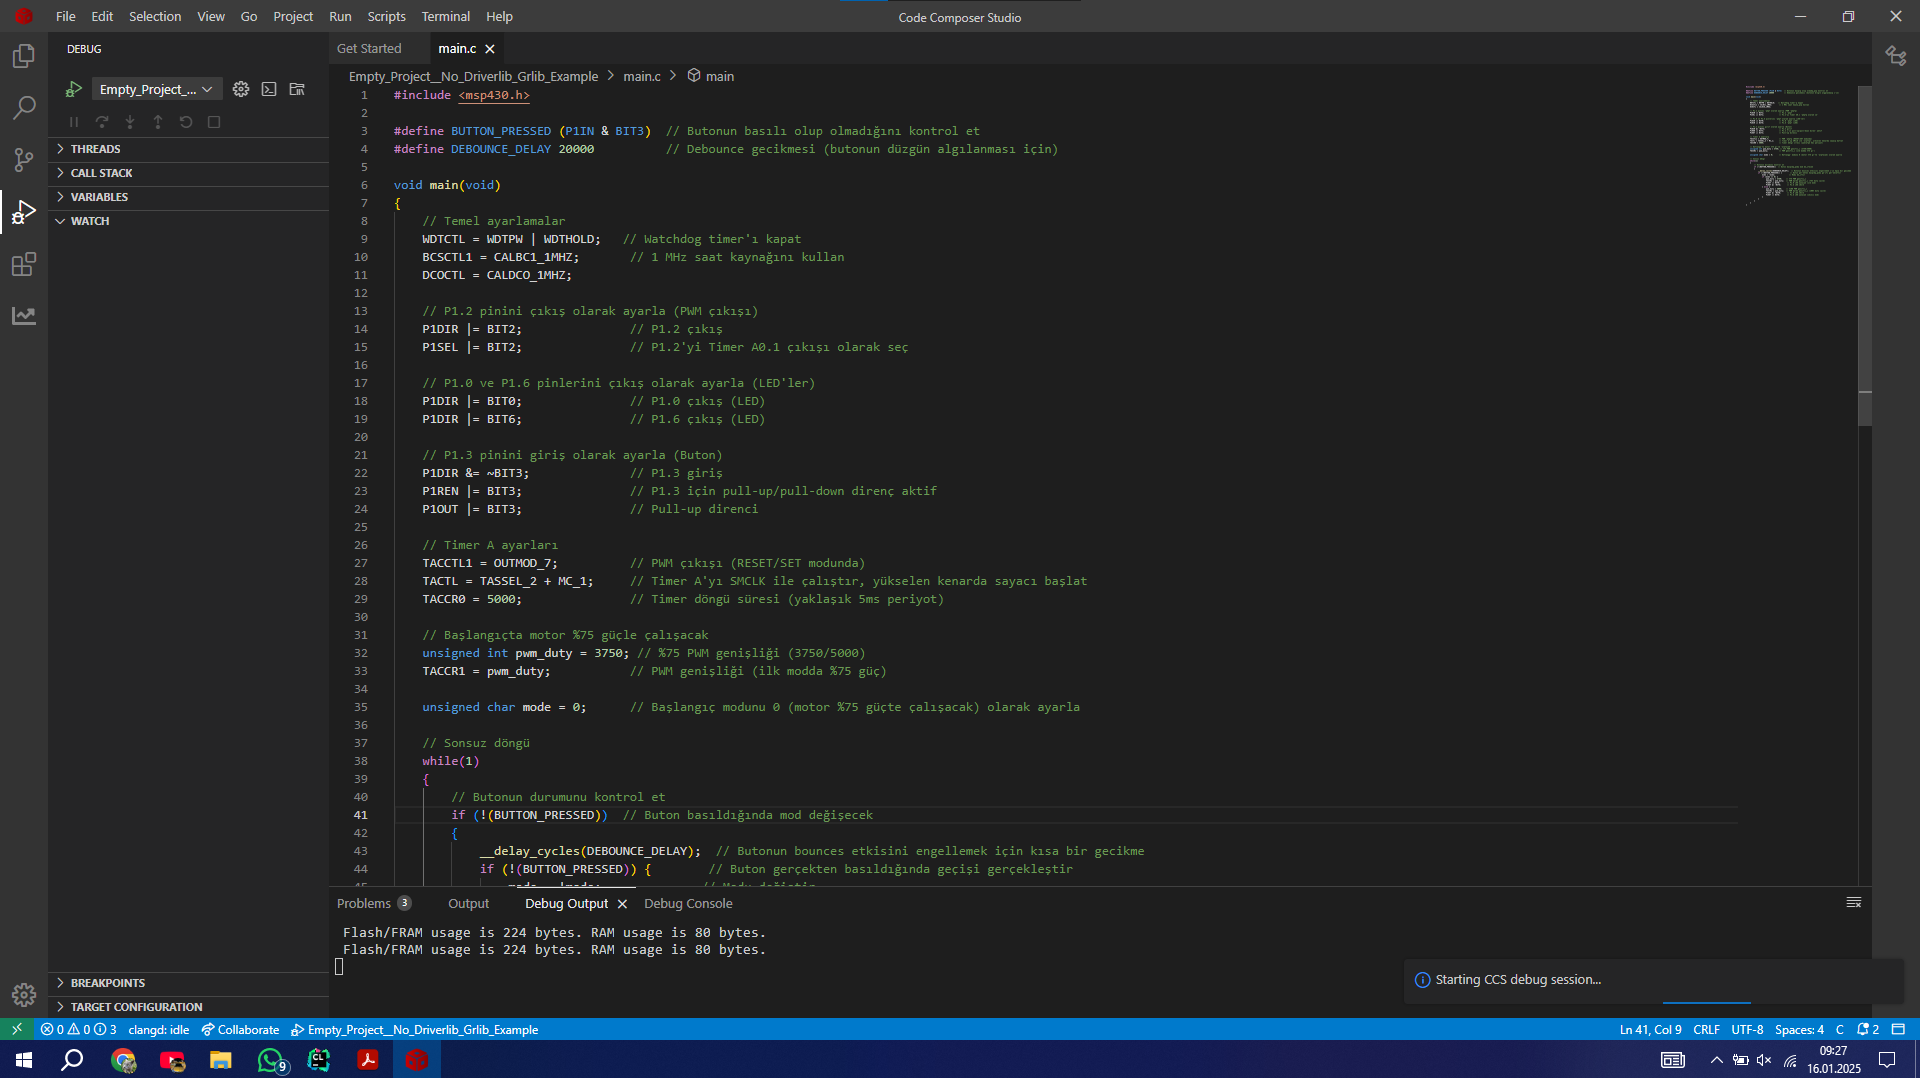 File Edit Selection View Go Project Run Scripts Terminal Help
Code Composer Studio
DEBUG
Get Started
main.c
Empty_Project_...
Empty_Project__No_Driverlib_Grlib_Example > main.c > main
THREADS
CALL STACK
VARIABLES
WATCH
1 #include <msp430.h>
2
3 #define BUTTON_PRESSED (P1IN & BIT3)  // Butonun basılı olup olmadığını kontrol et
4 #define DEBOUNCE_DELAY 20000          // Debounce gecikmesi (butonun düzgün algılanması için)
5
6 void main(void)
7 {
8     // Temel ayarlamalar
9     WDTCTL = WDTPW | WDTHOLD;   // Watchdog timer'ı kapat
10     BCSCTL1 = CALBC1_1MHZ;       // 1 MHz saat kaynağını kullan
11     DCOCTL = CALDCO_1MHZ;
12
13     // P1.2 pinini çıkış olarak ayarla (PWM çıkışı)
14     P1DIR |= BIT2;               // P1.2 çıkış
15     P1SEL |= BIT2;               // P1.2'yi Timer A0.1 çıkışı olarak seç
16
17     // P1.0 ve P1.6 pinlerini çıkış olarak ayarla (LED'ler)
18     P1DIR |= BIT0;               // P1.0 çıkış (LED)
19     P1DIR |= BIT6;               // P1.6 çıkış (LED)
20
21     // P1.3 pinini giriş olarak ayarla (Buton)
22     P1DIR &= ~BIT3;              // P1.3 giriş
23     P1REN |= BIT3;               // P1.3 için pull-up/pull-down direnç aktif
24     P1OUT |= BIT3;               // Pull-up direnci
25
26     // Timer A ayarları
27     TACCTL1 = OUTMOD_7;          // PWM çıkışı (RESET/SET modunda)
28     TACTL = TASSEL_2 + MC_1;     // Timer A'yı SMCLK ile çalıştır, yükselen kenarda sayacı başlat
29     TACCR0 = 5000;               // Timer döngü süresi (yaklaşık 5ms periyot)
30
31     // Başlangıçta motor %75 güçle çalışacak
32     unsigned int pwm_duty = 3750; // %75 PWM genişliği (3750/5000)
33     TACCR1 = pwm_duty;           // PWM genişliği (ilk modda %75 güç)
34
35     unsigned char mode = 0;      // Başlangıç modunu 0 (motor %75 güçte çalışacak) olarak ayarla
36
37     // Sonsuz döngü
38     while(1)
39     {
40         // Butonun durumunu kontrol et
41         if (!(BUTTON_PRESSED))  // Buton basıldığında mod değişecek
42         {
43             __delay_cycles(DEBOUNCE_DELAY);  // Butonun bounces etkisini engellemek için kısa bir gecikme
44             if (!(BUTTON_PRESSED)) {        // Buton gerçekten basıldığında geçişi gerçekleştir
Problems 3 Output Debug Output Debug Console
Flash/FRAM usage is 224 bytes. RAM usage is 80 bytes.
Flash/FRAM usage is 224 bytes. RAM usage is 80 bytes.
Starting CCS debug session...
BREAKPOINTS
TARGET CONFIGURATION
0 0 3 clangd: idle Collaborate Empty_Project__No_Driverlib_Grlib_Example
Ln 41, Col 9 CRLF UTF-8 Spaces: 4 C 2
9
CL
09:27
16.01.2025